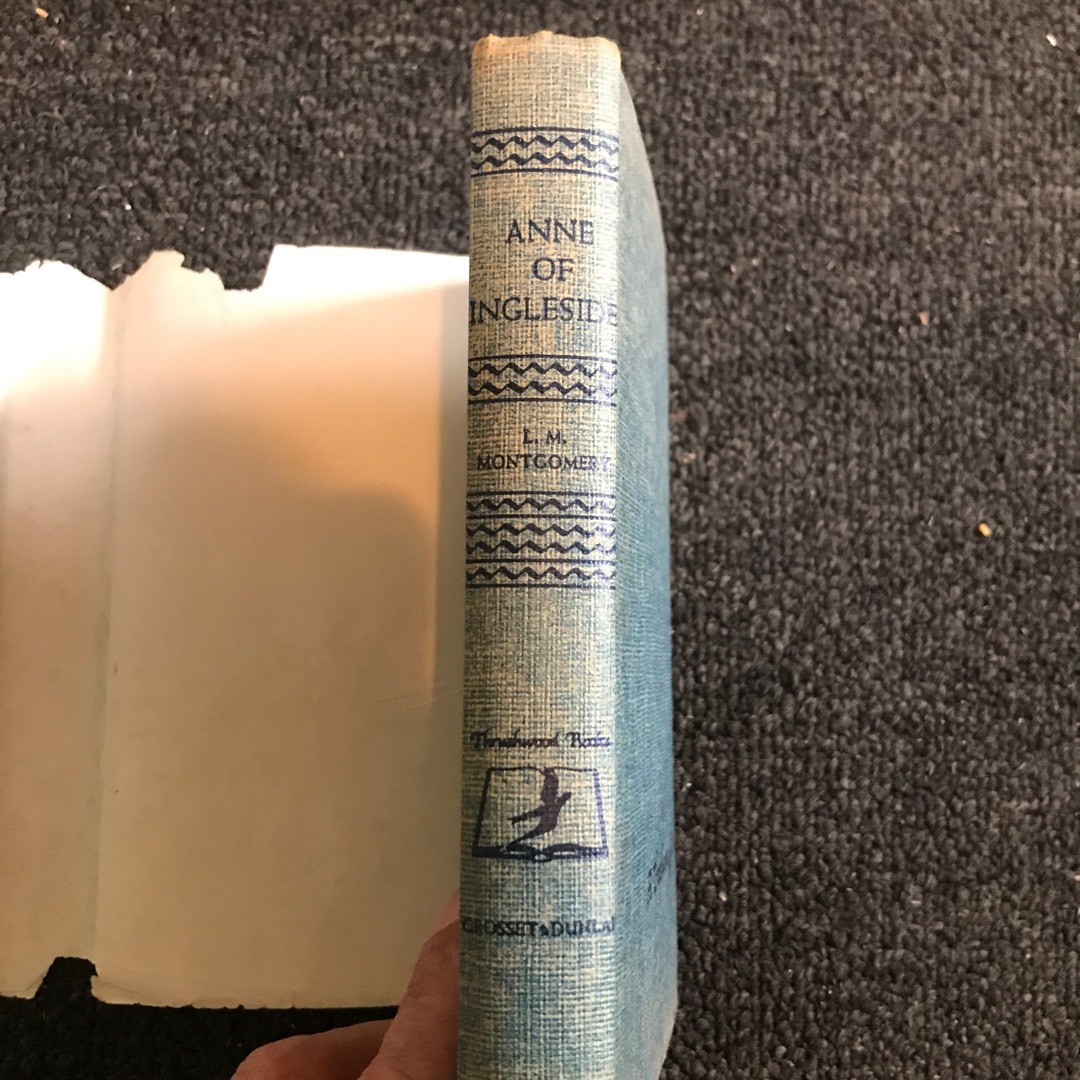 ANNE
OF
INGLESIDE
L. M.
MONTGOMERY
Thrushwood Books
GROSSET & DUNLAP